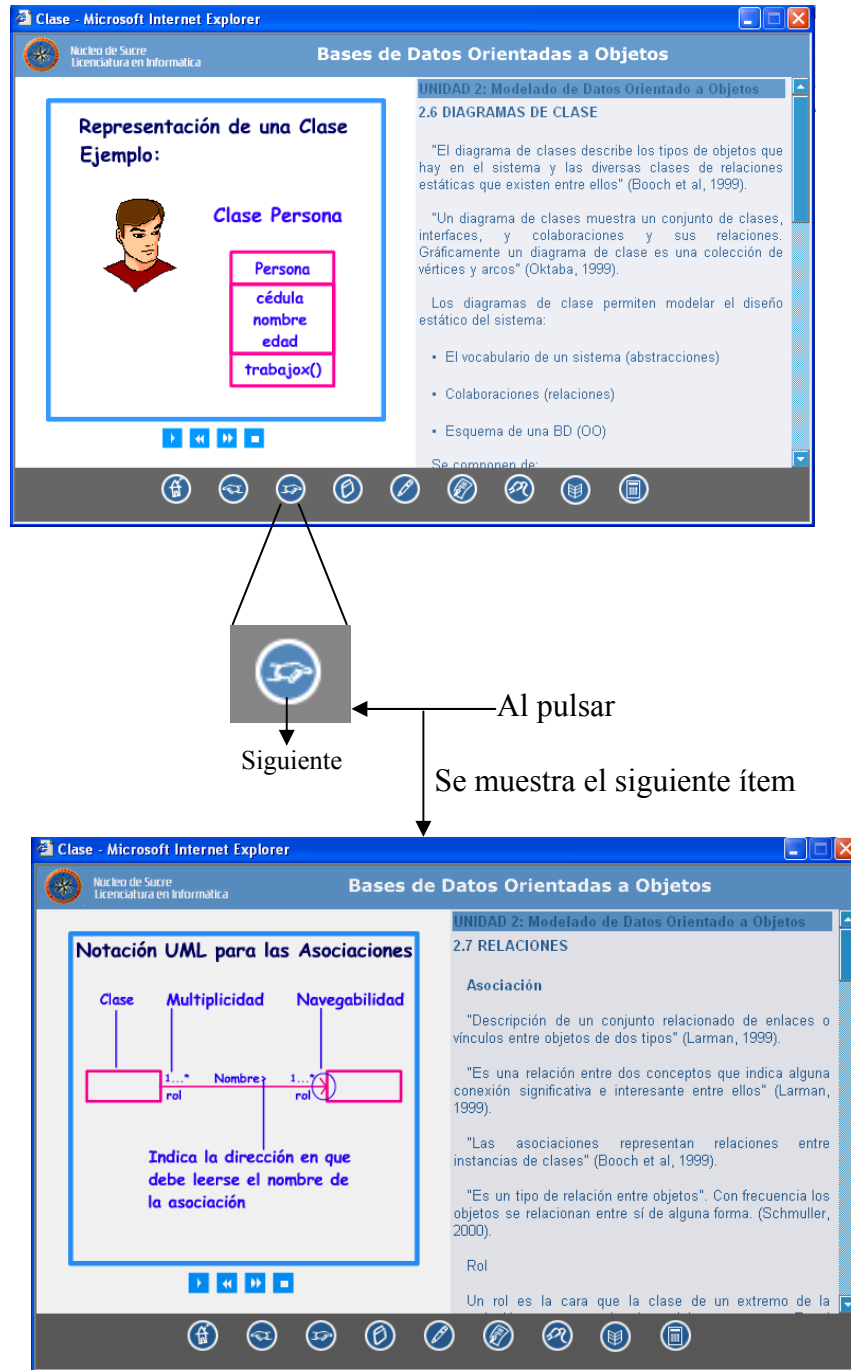 Clase - Microsoft Internet Explorer
Nucleo de Sucre
Licenciatura en Informática
Bases de Datos Orientadas a Objetos
Representación de una Clase
Ejemplo:
Clase Persona
Persona
cédula
nombre
edad
trabajox()
UNIDAD 2: Modelado de Datos Orientado a Objetos
2.6 DIAGRAMAS DE CLASE
"El diagrama de clases describe los tipos de objetos que
hay en el sistema y las diversas clases de relaciones
estáticas que existen entre ellos" (Booch et al, 1999).
"Un diagrama de clases muestra un conjunto de clases,
interfaces, y colaboraciones y sus relaciones.
Gráficamente un diagrama de clase es una colección de
vértices y arcos" (Oktaba, 1999).
Los diagramas de clase permiten modelar el diseño
estático del sistema:
• El vocabulario de un sistema (abstracciones)
• Colaboraciones (relaciones)
• Esquema de una BD (OO)
Se componen de:
Al pulsar
Siguiente
Se muestra el siguiente ítem
Clase - Microsoft Internet Explorer
Nucleo de Sucre
Licenciatura en Informática
Bases de Datos Orientadas a Objetos
Notación UML para las Asociaciones
Clase Multiplicidad Navegabilidad
1...* Nombre 1...*
rol rol
Indica la dirección en que
debe leerse el nombre de
la asociación
UNIDAD 2: Modelado de Datos Orientado a Objetos
2.7 RELACIONES
Asociación
"Descripción de un conjunto relacionado de enlaces o
vínculos entre objetos de dos tipos" (Larman, 1999).
"Es una relación entre dos conceptos que indica alguna
conexión significativa e interesante entre ellos" (Larman,
1999).
"Las asociaciones representan relaciones entre
instancias de clases" (Booch et al, 1999).
"Es un tipo de relación entre objetos". Con frecuencia los
objetos se relacionan entre sí de alguna forma. (Schmuller,
2000).
Rol
Un rol es la cara que la clase de un extremo de la